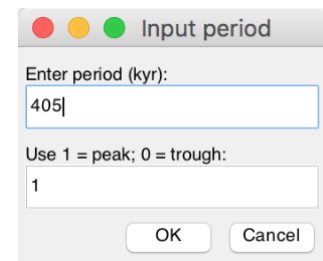 Input period
Enter period (kyr):
405
Use 1 = peak; 0 = trough:
1
OK Cancel